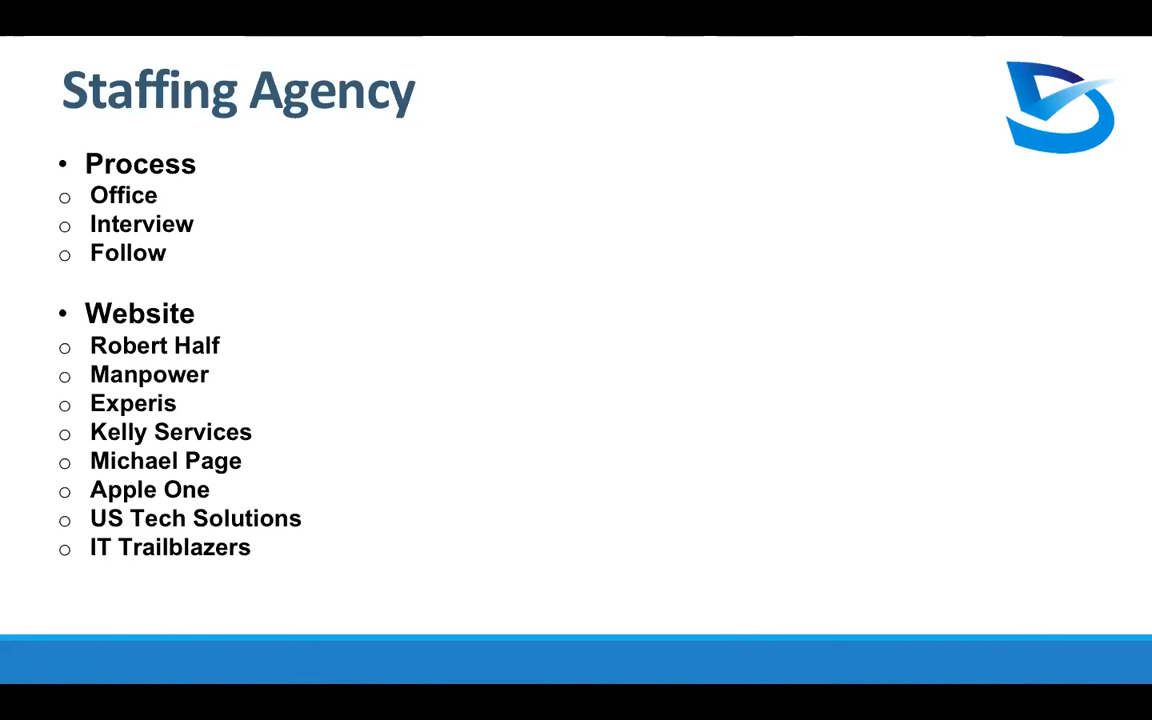 Staffing Agency
• Process
o Office
o Interview
o Follow
• Website
o Robert Half
o Manpower
o Experis
o Kelly Services
o Michael Page
o Apple One
o US Tech Solutions
o IT Trailblazers